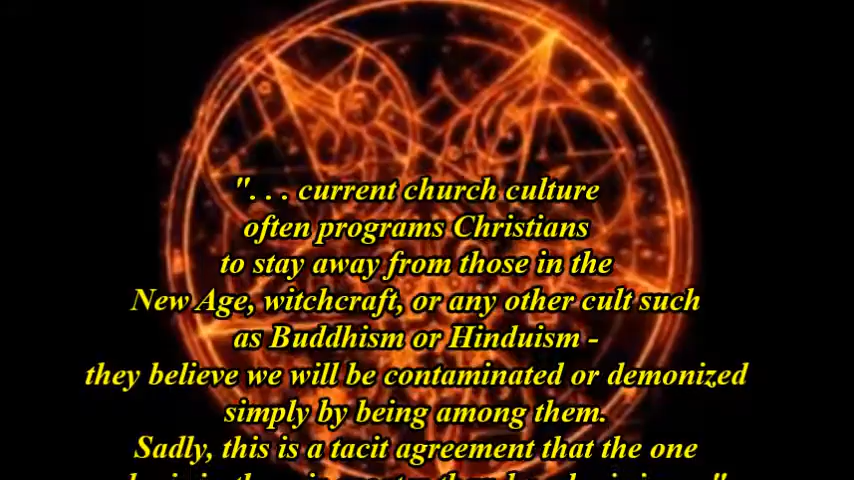 ". . . current church culture
often programs Christians
to stay away from those in the
New Age, witchcraft, or any other cult such
as Buddhism or Hinduism -
they believe we will be contaminated or demonized
simply by being among them.
Sadly, this is a tacit agreement that the one